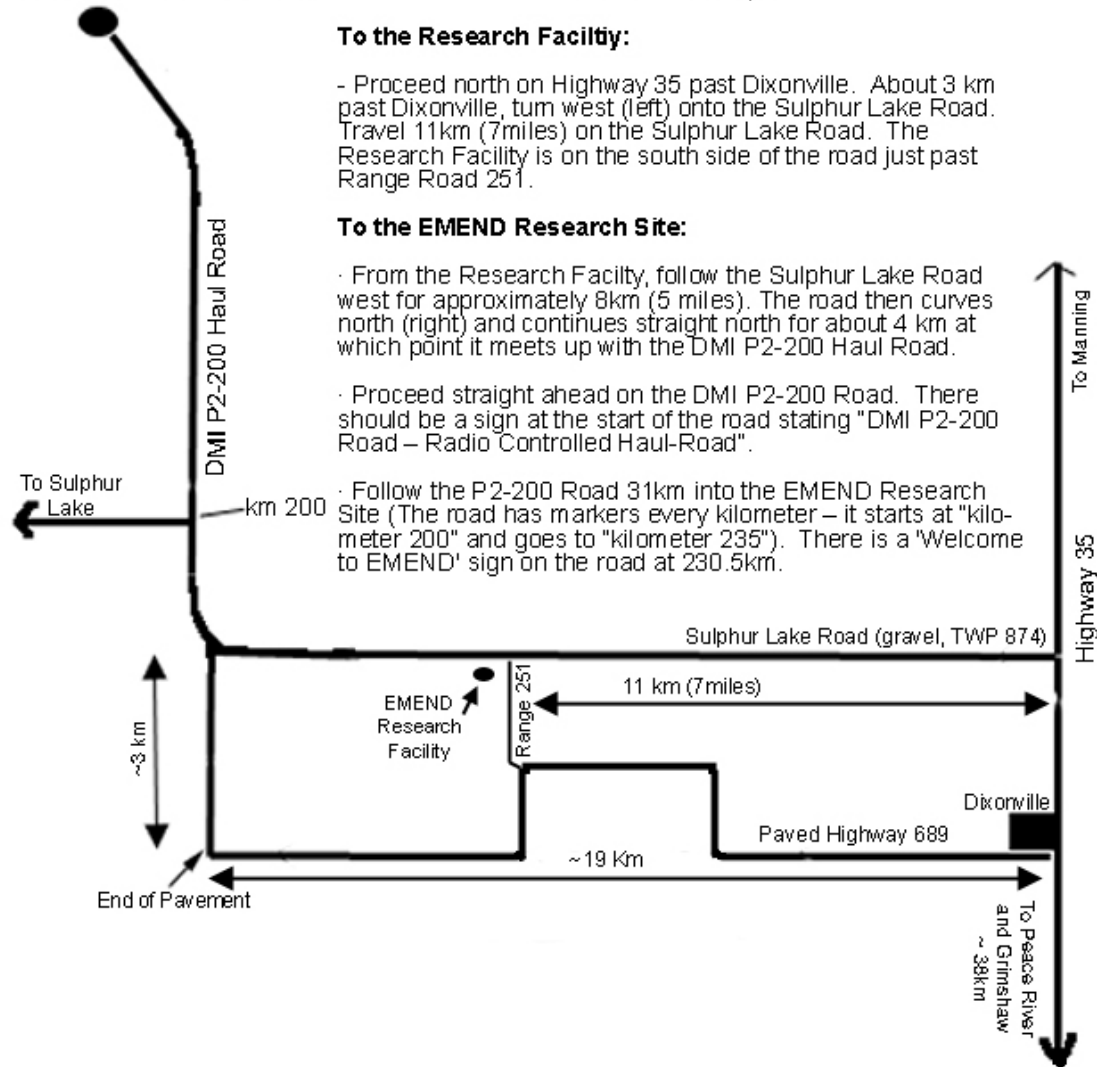 To the Research Faciltiy:
- Proceed north on Highway 35 past Dixonville.  About 3 km
past Dixonville, turn west (left) onto the Sulphur Lake Road.
Travel 11km (7miles) on the Sulphur Lake Road.  The
Research Facility is on the south side of the road just past
Range Road 251.
To the EMEND Research Site:
· From the Research Facilty, follow the Sulphur Lake Road
west for approximately 8km (5 miles). The road then curves
north (right) and continues straight north for about 4 km at
which point it meets up with the DMI P2-200 Haul Road.
· Proceed straight ahead on the DMI P2-200 Road.  There
should be a sign at the start of the road stating "DMI P2-200
Road – Radio Controlled Haul-Road".
· Follow the P2-200 Road 31km into the EMEND Research
Site (The road has markers every kilometer – it starts at "kilo-
meter 200" and goes to "kilometer 235").  There is a 'Welcome
to EMEND' sign on the road at 230.5km.
DMI P2-200 Haul Road
To Manning
To Sulphur
Lake
km 200
Highway 35
Sulphur Lake Road (gravel, TWP 874)
EMEND
Research
Facility
Range 251
11 km (7miles)
~3 km
Dixonville
Paved Highway 689
~19 Km
End of Pavement
To Peace River
and Grimshaw
~ 38km